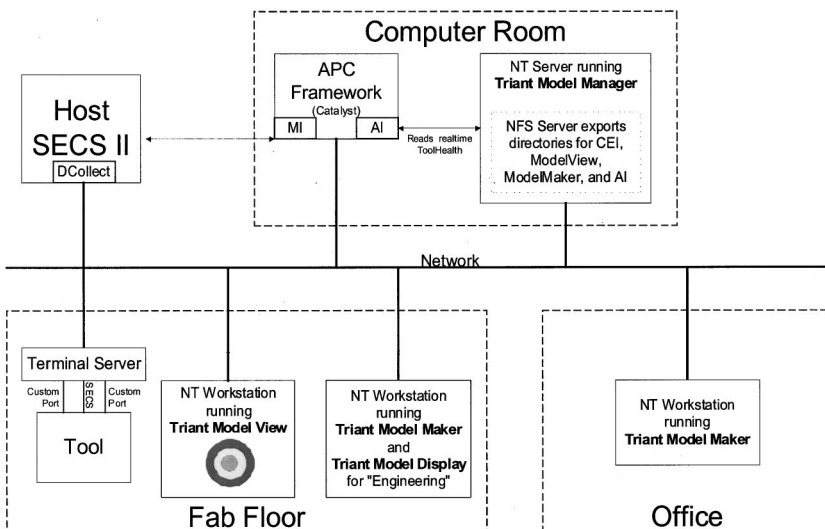 Computer Room
Host
SECS II
DCollect
APC
Framework
(Catalyst)
MI
AI
Reads realtime
ToolHealth
NT Server running
Triant Model Manager
NFS Server exports
directories for CEI,
ModelView,
ModelMaker, and AI
Network
Terminal Server
Custom
Port
SECS
Custom
Port
Tool
NT Workstation
running
Triant Model View
NT Workstation
running
Triant Model Maker
and
Triant Model Display
for "Engineering"
NT Workstation
running
Triant Model Maker
Fab Floor
Office